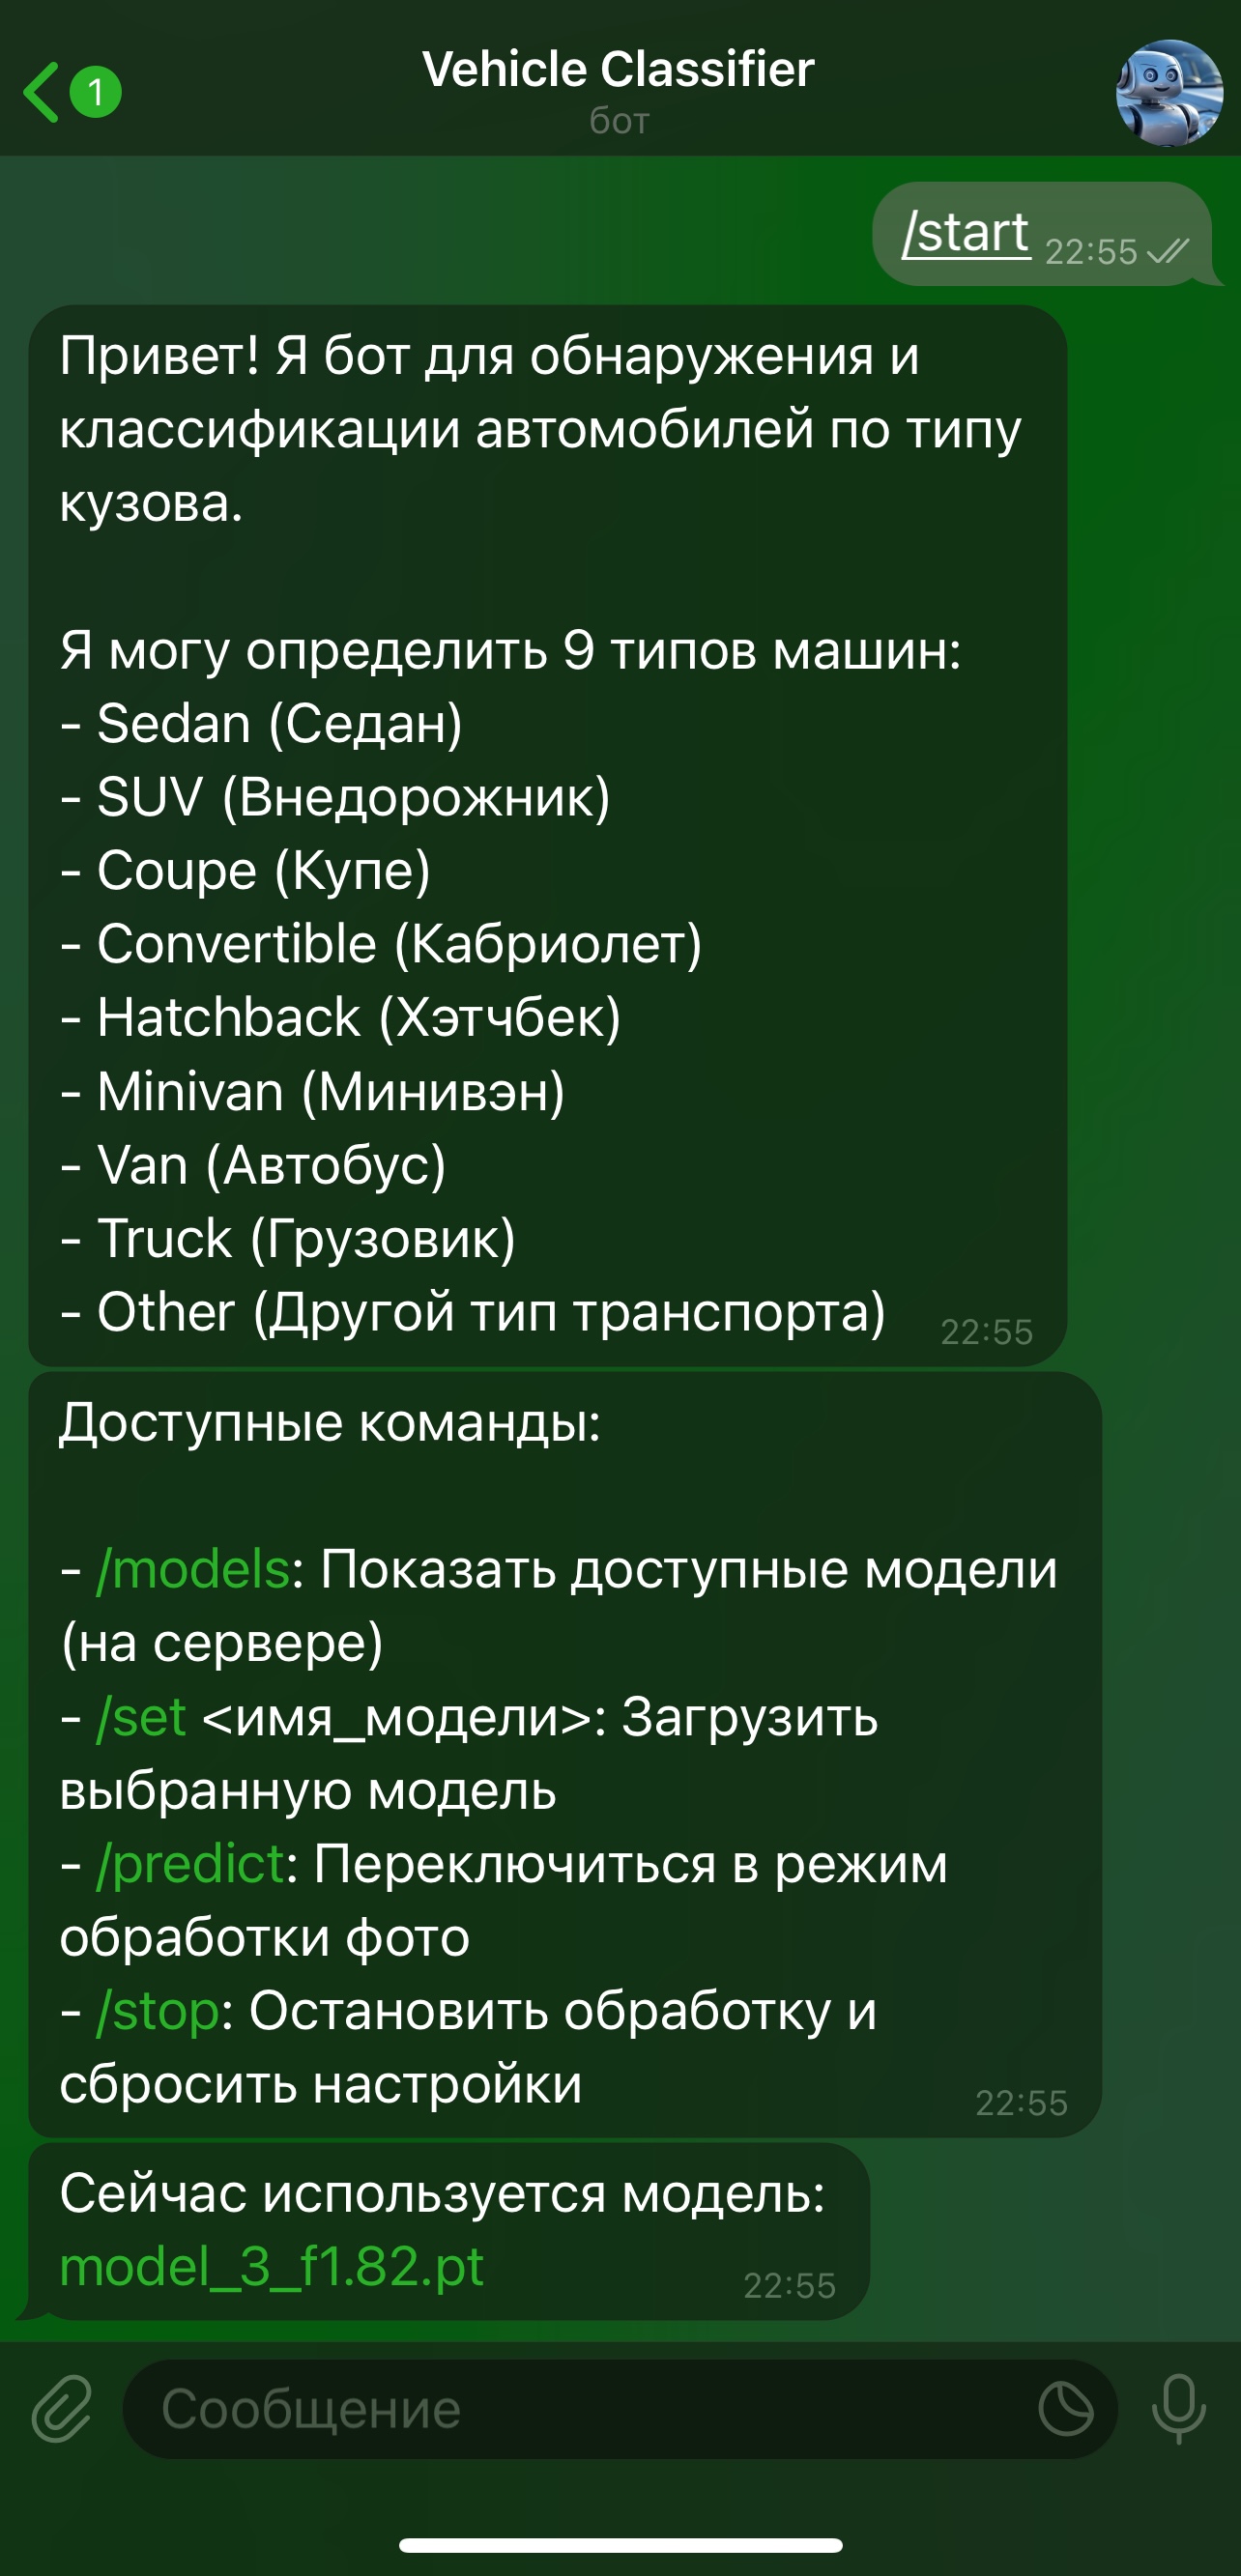 1
Vehicle Classifier
бот
/start 22:55
Привет! Я бот для обнаружения и
классификации автомобилей по типу
кузова.
Я могу определить 9 типов машин:
- Sedan (Седан)
- SUV (Внедорожник)
- Coupe (Купе)
- Convertible (Кабриолет)
- Hatchback (Хэтчбек)
- Minivan (Минивэн)
- Van (Автобус)
- Truck (Грузовик)
- Other (Другой тип транспорта) 22:55
Доступные команды:
- /models: Показать доступные модели
(на сервере)
- /set <имя_модели>: Загрузить
выбранную модель
- /predict: Переключиться в режим
обработки фото
- /stop: Остановить обработку и
сбросить настройки 22:55
Сейчас используется модель:
model_3_f1.82.pt 22:55
Сообщение